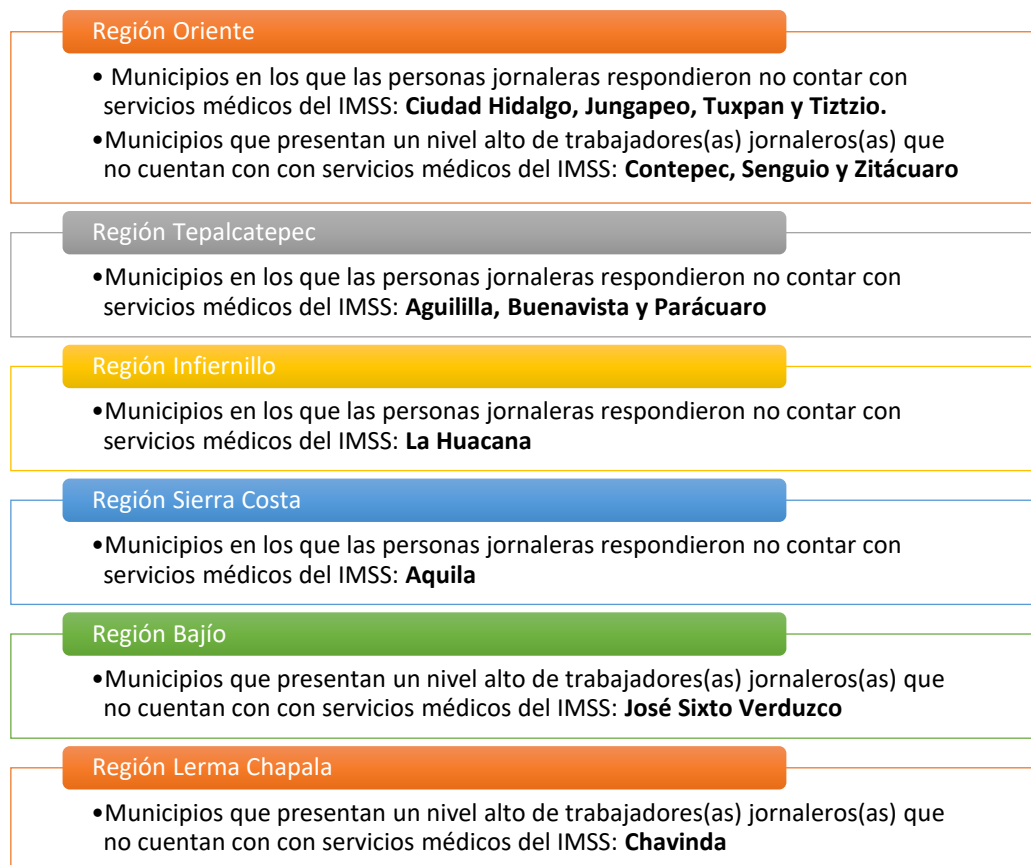 Región Oriente
• Municipios en los que las personas jornaleras respondieron no contar con
servicios médicos del IMSS: Ciudad Hidalgo, Jungapeo, Tuxpan y Tiztzio.
•Municipios que presentan un nivel alto de trabajadores(as) jornaleros(as) que
no cuentan con con servicios médicos del IMSS: Contepec, Senguio y Zitácuaro
Región Tepalcatepec
•Municipios en los que las personas jornaleras respondieron no contar con
servicios médicos del IMSS: Aguililla, Buenavista y Parácuaro
Región Infiernillo
•Municipios en los que las personas jornaleras respondieron no contar con
servicios médicos del IMSS: La Huacana
Región Sierra Costa
•Municipios en los que las personas jornaleras respondieron no contar con
servicios médicos del IMSS: Aquila
Región Bajío
•Municipios que presentan un nivel alto de trabajadores(as) jornaleros(as) que
no cuentan con con servicios médicos del IMSS: José Sixto Verduzco
Región Lerma Chapala
•Municipios que presentan un nivel alto de trabajadores(as) jornaleros(as) que
no cuentan con con servicios médicos del IMSS: Chavinda